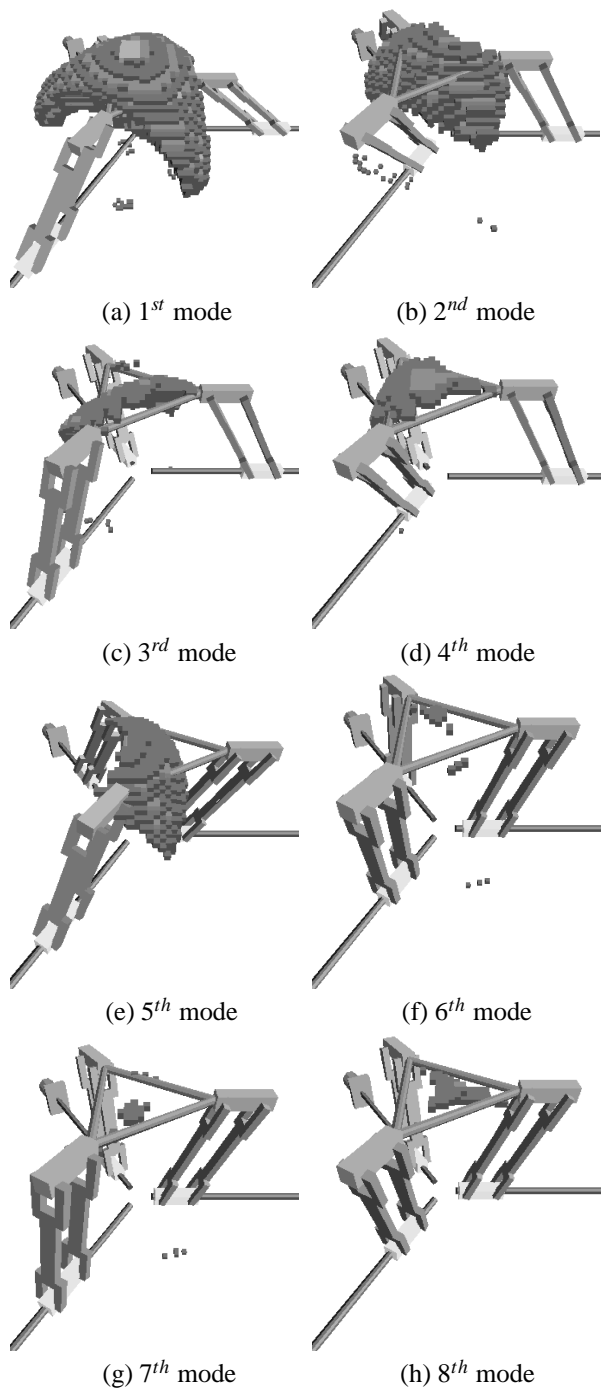 (a) 1st mode
(b) 2nd mode
(c) 3rd mode
(d) 4th mode
(e) 5th mode
(f) 6th mode
(g) 7th mode
(h) 8th mode